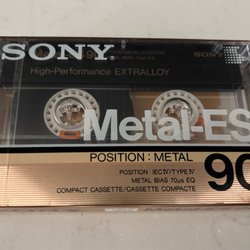 SONY
High-Performance EXTRALLOY
Metal-ES
POSITION : METAL
90
POSITION : IEC IV/TYPE IV
METAL BIAS 70μs EQ
COMPACT CASSETTE/CASSETTE COMPACTE